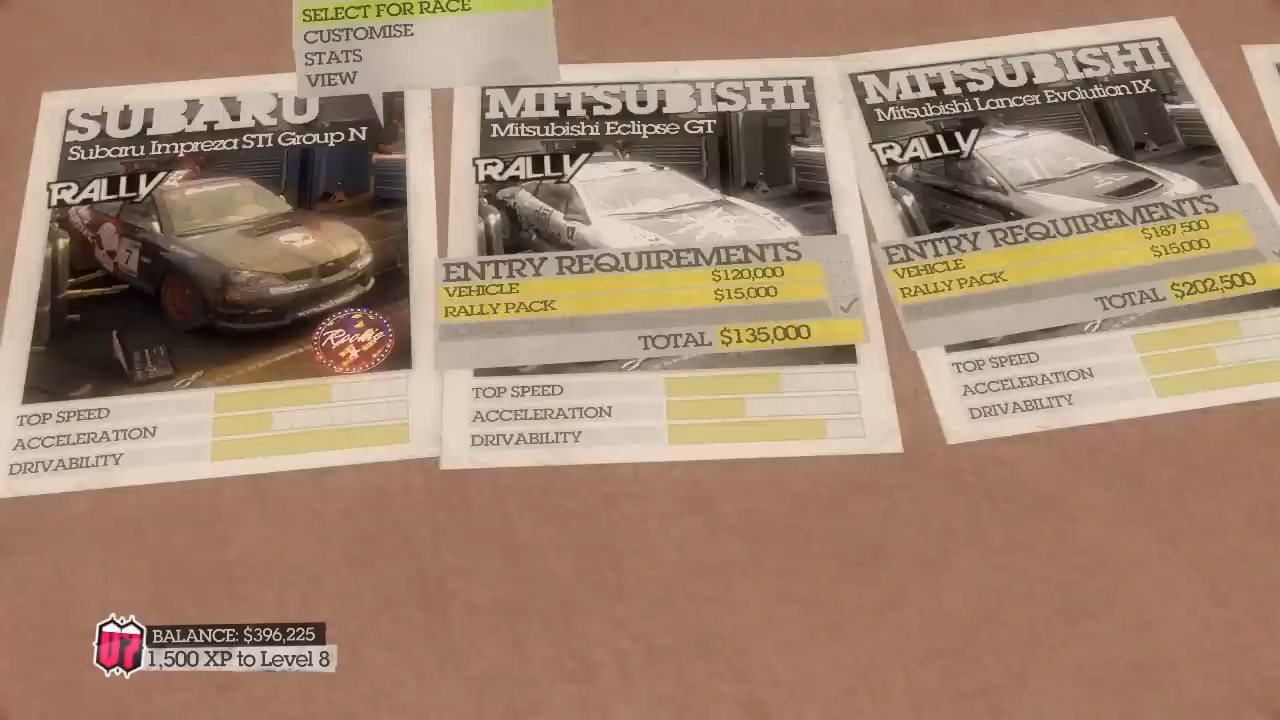 SELECT FOR RACE
CUSTOMISE
STATS
VIEW
SUBARU
Subaru Impreza STI Group N
RALLY
7
TOP SPEED
ACCELERATION
DRIVABILITY
MITSUBISHI
Mitsubishi Eclipse GT
RALLY
ENTRY REQUIREMENTS
VEHICLE $120,000
RALLY PACK $15,000
TOTAL $135,000
TOP SPEED
ACCELERATION
DRIVABILITY
MITSUBISHI
Mitsubishi Lancer Evolution IX
RALLY
ENTRY REQUIREMENTS
VEHICLE $187,500
RALLY PACK $15,000
TOTAL $202,500
TOP SPEED
ACCELERATION
DRIVABILITY
07
BALANCE: $396,225
1,500 XP to Level 8